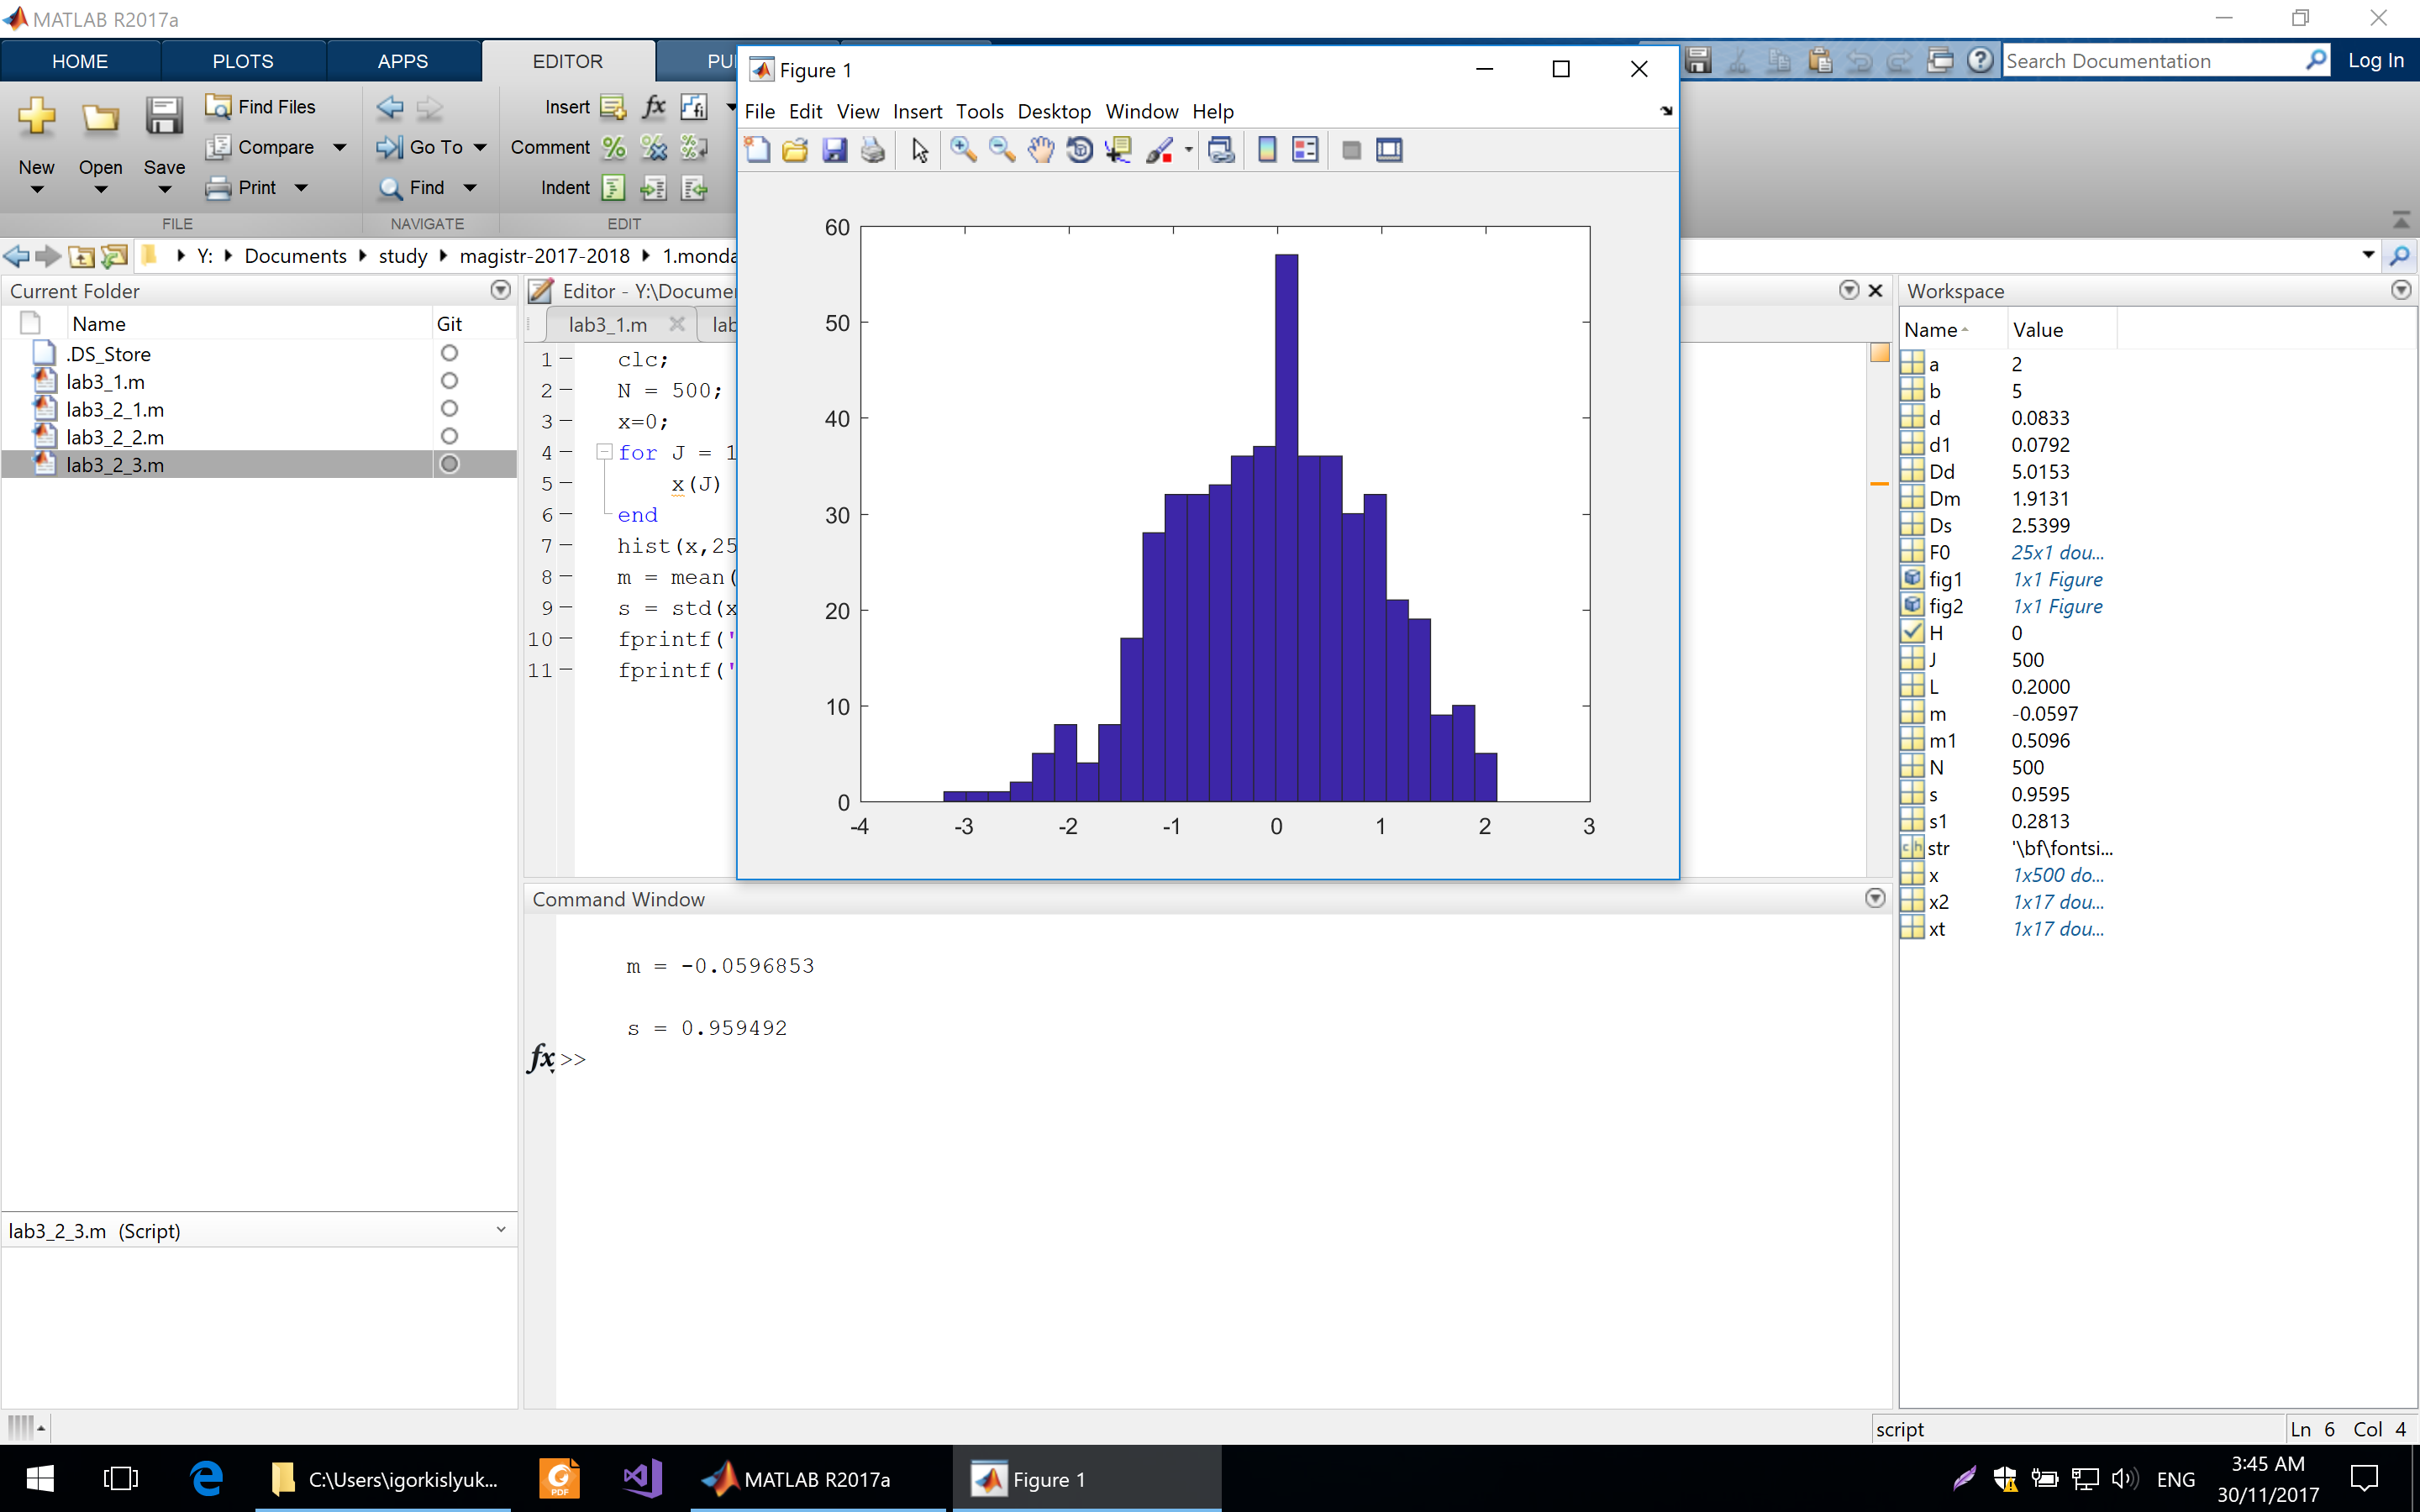 MATLAB R2017a
HOME PLOTS APPS EDITOR PU
Search Documentation Log In
New Open Save
Find Files
Compare
Print
Go To
Find
Insert fx fi
Comment
Indent
FILE NAVIGATE EDIT
Y: Documents study magistr-2017-2018 1.monda
Current Folder
Name Git
.DS_Store
lab3_1.m
lab3_2_1.m
lab3_2_2.m
lab3_2_3.m
lab3_2_3.m (Script)
Editor - Y:\Docume
lab3_1.m lab
1 clc;
2 N = 500;
3 x=0;
4 for J = 1
5 x(J)
6 end
7 hist(x,25
8 m = mean(
9 s = std(x
10 fprintf('
11 fprintf('
Figure 1
File Edit View Insert Tools Desktop Window Help
60
50
40
30
20
10
0
-4 -3 -2 -1 0 1 2 3
Command Window
m = -0.0596853
s = 0.959492
fx >>
Workspace
Name Value
a 2
b 5
d 0.0833
d1 0.0792
Dd 5.0153
Dm 1.9131
Ds 2.5399
F0 25x1 dou...
fig1 1x1 Figure
fig2 1x1 Figure
H 0
J 500
L 0.2000
m -0.0597
m1 0.5096
N 500
s 0.9595
s1 0.2813
ch str '\bf\fontsi...
x 1x500 do...
x2 1x17 dou...
xt 1x17 dou...
script Ln 6 Col 4
C:\Users\igorkislyuk... PDF MATLAB R2017a Figure 1
ENG
3:45 AM
30/11/2017